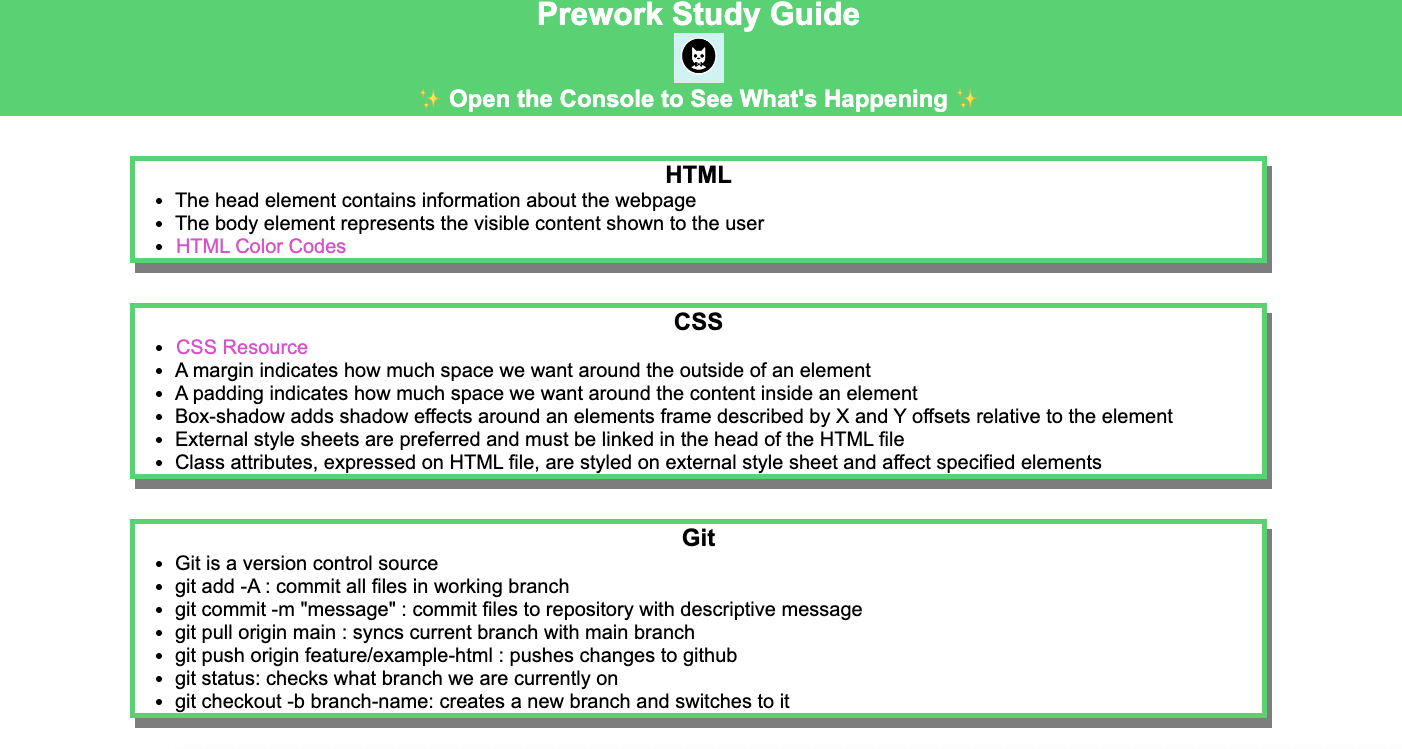 Prework Study Guide
✨ Open the Console to See What's Happening ✨
HTML
• The head element contains information about the webpage
• The body element represents the visible content shown to the user
• HTML Color Codes
CSS
• CSS Resource
• A margin indicates how much space we want around the outside of an element
• A padding indicates how much space we want around the content inside an element
• Box-shadow adds shadow effects around an elements frame described by X and Y offsets relative to the element
• External style sheets are preferred and must be linked in the head of the HTML file
• Class attributes, expressed on HTML file, are styled on external style sheet and affect specified elements
Git
• Git is a version control source
• git add -A : commit all files in working branch
• git commit -m "message" : commit files to repository with descriptive message
• git pull origin main : syncs current branch with main branch
• git push origin feature/example-html : pushes changes to github
• git status: checks what branch we are currently on
• git checkout -b branch-name: creates a new branch and switches to it